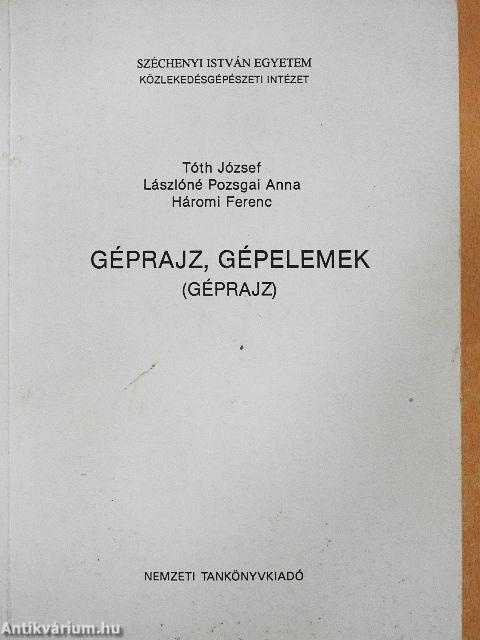 SZÉCHENYI ISTVÁN EGYETEM
KÖZLEKEDÉSGÉPÉSZETI INTÉZET
Tóth József
Lászlóné Pozsgai Anna
Háromi Ferenc
GÉPRAJZ, GÉPELEMEK
(GÉPRAJZ)
NEMZETI TANKÖNYVKIADÓ
Antikvárium.hu